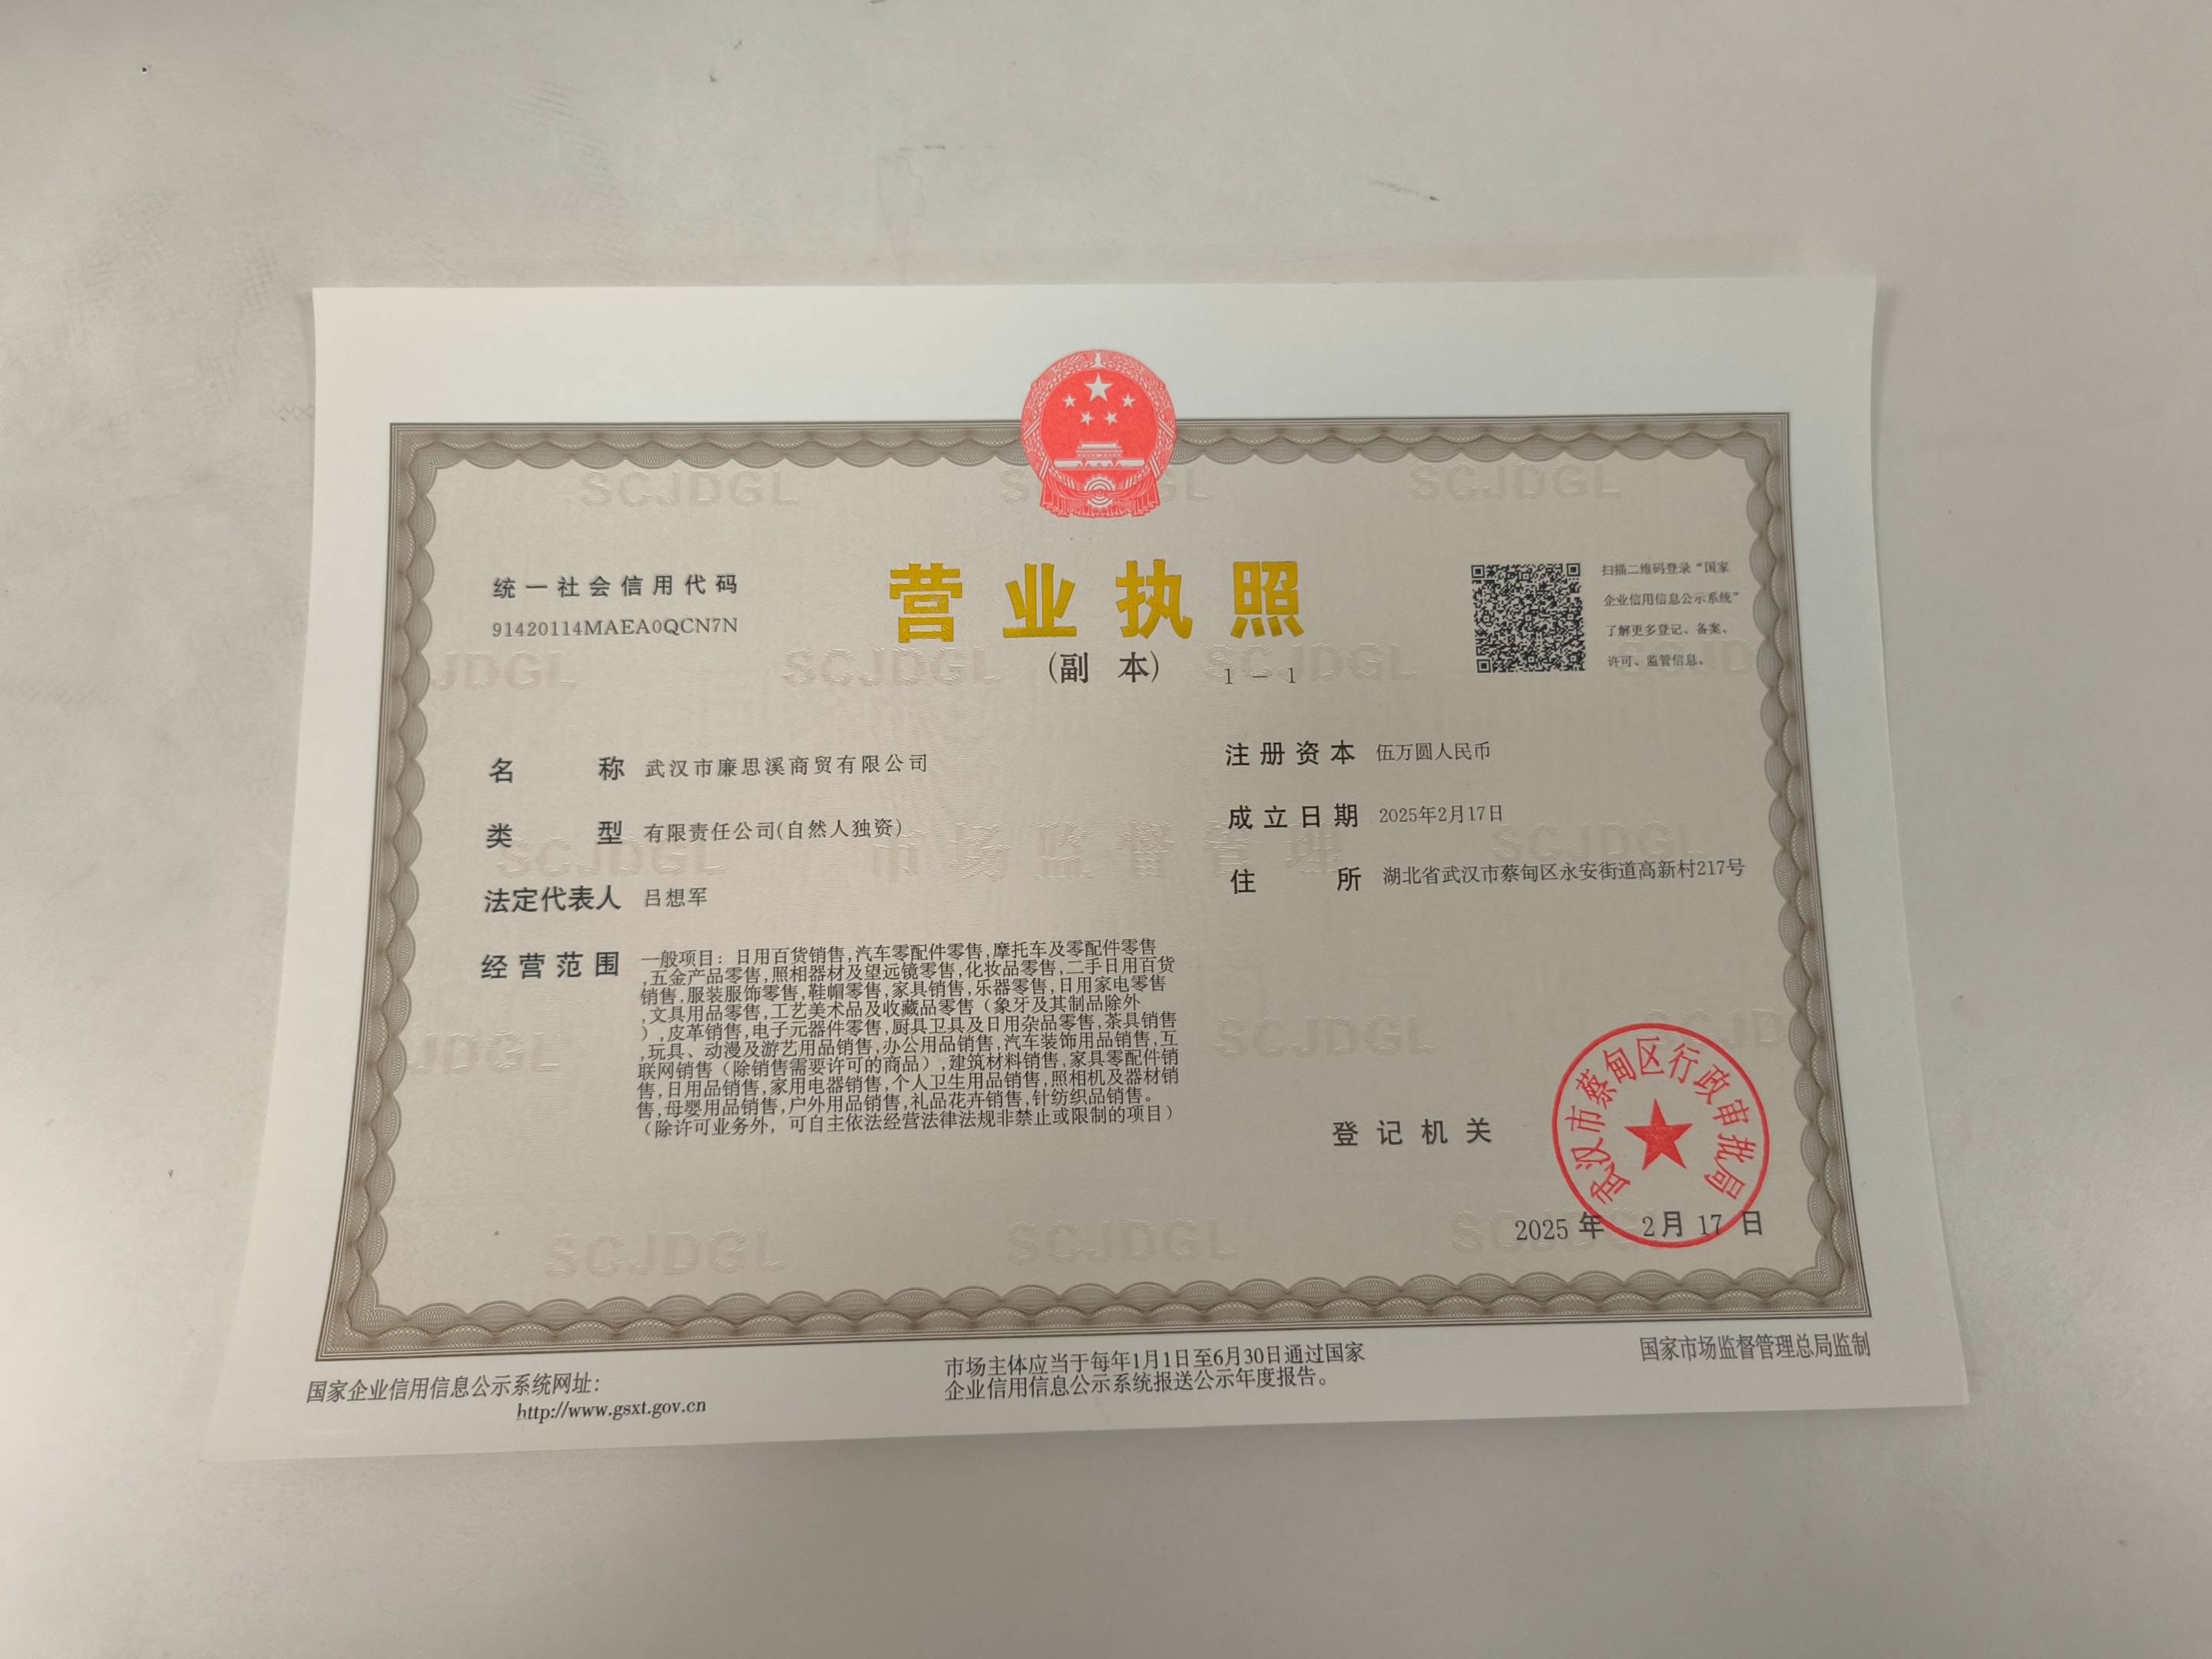 统一社会信用代码
91420114MAEA0QCN7N
营业执照
(副 本) 1-1
扫描二维码登录“国家
企业信用信息公示系统”
了解更多登记、备案、
许可、监管信息。
名称 武汉市廉思溪商贸有限公司
类型 有限责任公司(自然人独资)
法定代表人 吕想军
经营范围 一般项目：日用百货销售,汽车零配件零售,摩托车及零配件零售
,五金产品零售,照相器材及望远镜零售,化妆品零售,二手日用百货
销售,服装服饰零售,鞋帽零售,家具销售,乐器零售,日用家电零售
,文具用品零售,工艺美术品及收藏品零售（象牙及其制品除外
）,皮革销售,电子元器件零售,厨具卫具及日用杂品零售,茶具销售
,玩具、动漫及游艺用品销售,办公用品销售,汽车装饰用品销售,互
联网销售（除销售需要许可的商品）,建筑材料销售,家具零配件销
售,日用品销售,家用电器销售,个人卫生用品销售,照相机及器材销
售,母婴用品销售,户外用品销售,礼品花卉销售,针纺织品销售。
（除许可业务外，可自主依法经营法律法规非禁止或限制的项目）
注册资本 伍万圆人民币
成立日期 2025年2月17日
住所 湖北省武汉市蔡甸区永安街道高新村217号
登记机关
武汉市蔡甸区行政审批局
2025 年 2月 17 日
SCJDGL
市场监督管理
国家企业信用信息公示系统网址：
http://www.gsxt.gov.cn
市场主体应当于每年1月1日至6月30日通过国家
企业信用信息公示系统报送公示年度报告。
国家市场监督管理总局监制